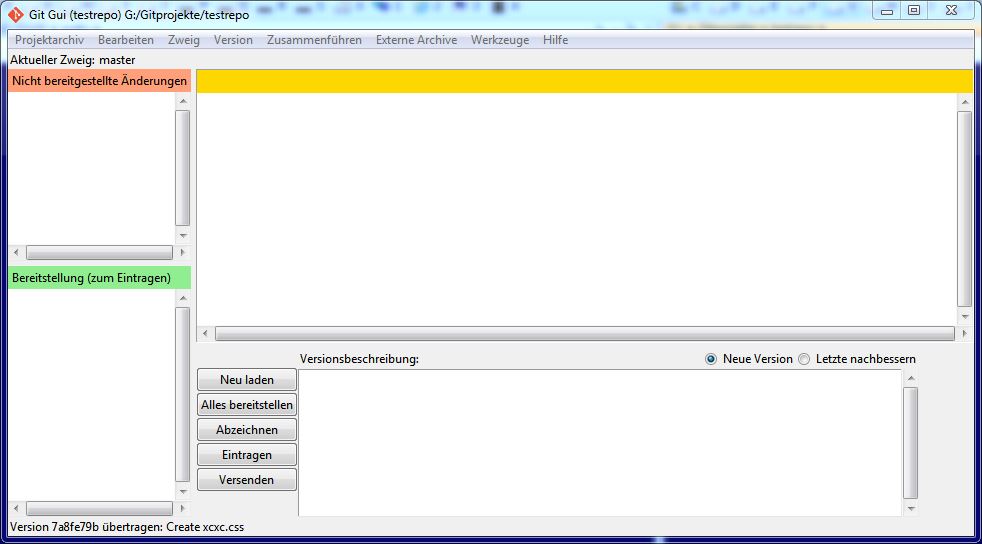 Git Gui (testrepo) G:/Gitprojekte/testrepo
Projektarchiv Bearbeiten Zweig Version Zusammenführen Externe Archive Werkzeuge Hilfe
Aktueller Zweig: master
Nicht bereitgestellte Änderungen
Bereitstellung (zum Eintragen)
Versionsbeschreibung: Neue Version Letzte nachbessern
Neu laden
Alles bereitstellen
Abzeichnen
Eintragen
Versenden
Version 7a8fe79b übertragen: Create xcxc.css